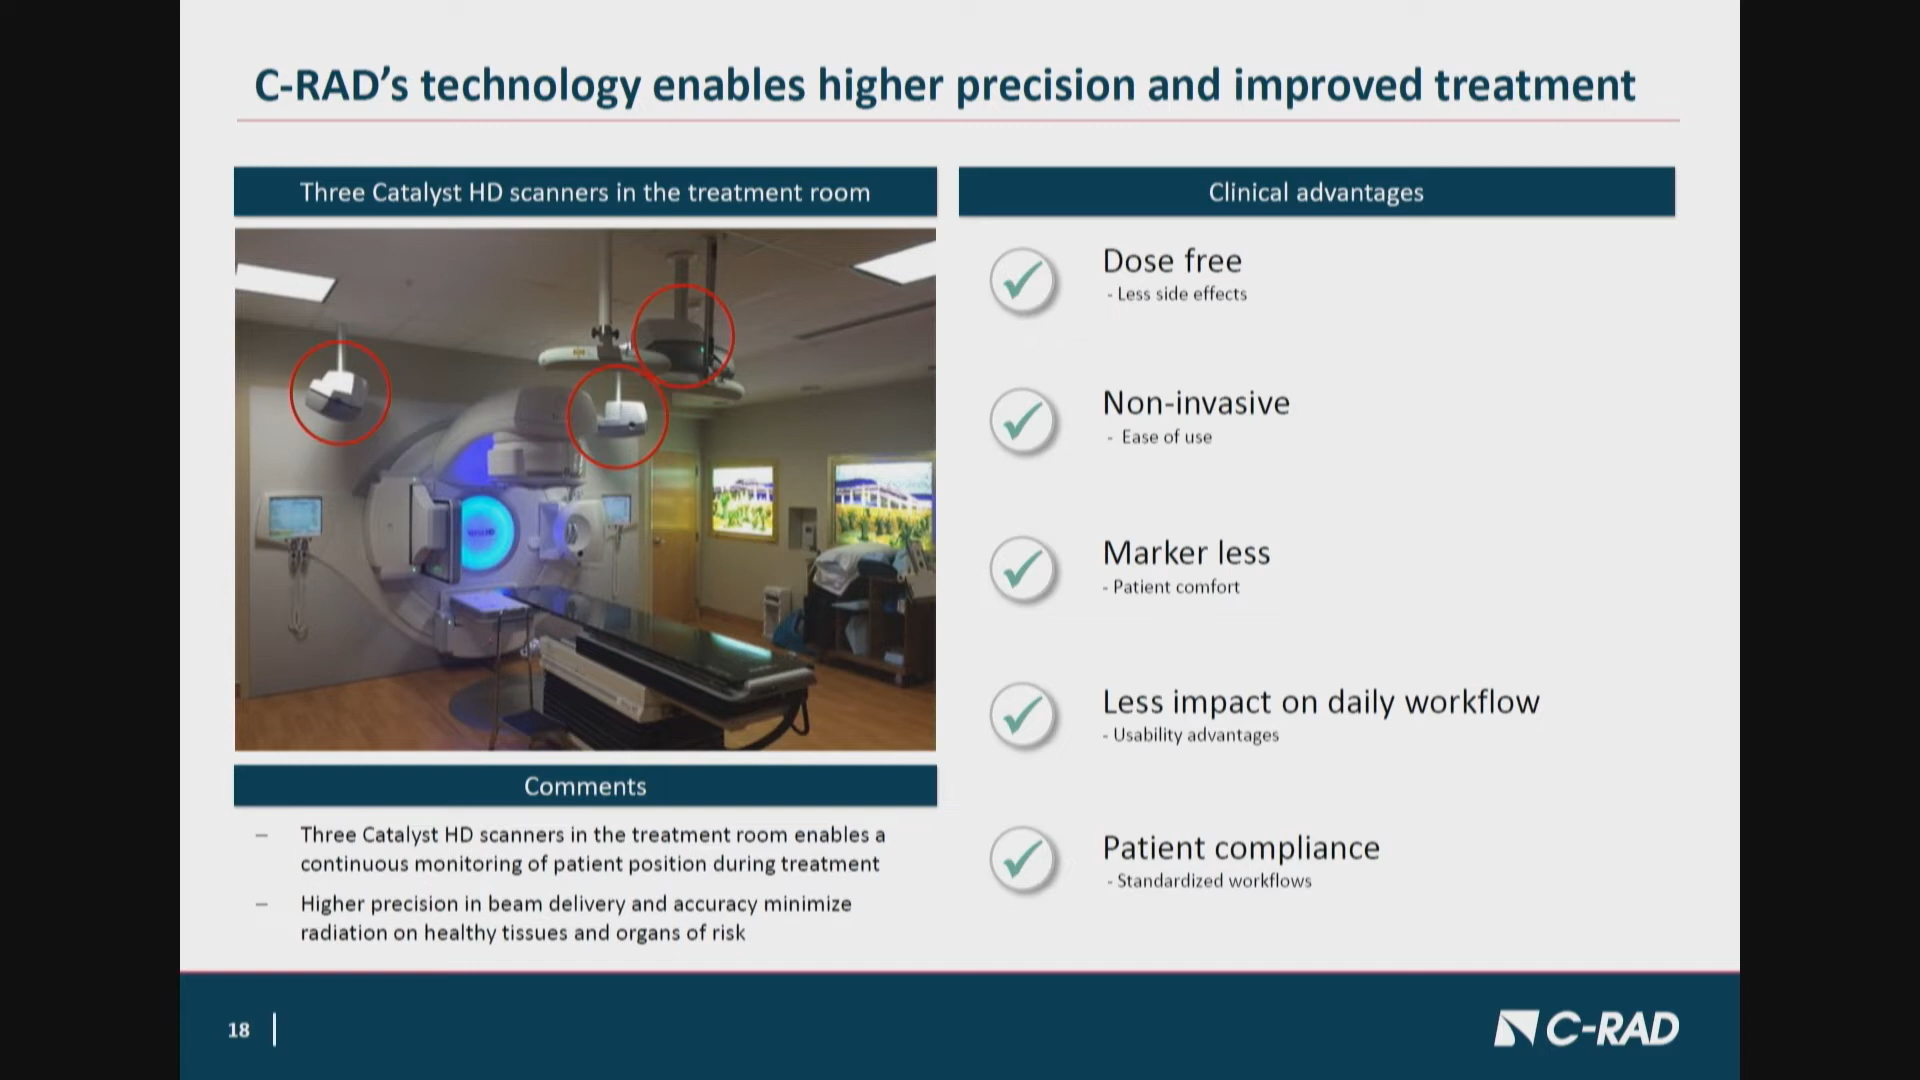 C-RAD’s technology enables higher precision and improved treatment
Three Catalyst HD scanners in the treatment room
Comments
– Three Catalyst HD scanners in the treatment room enables a
continuous monitoring of patient position during treatment
– Higher precision in beam delivery and accuracy minimize
radiation on healthy tissues and organs of risk
Clinical advantages
Dose free
- Less side effects
Non-invasive
- Ease of use
Marker less
- Patient comfort
Less impact on daily workflow
- Usability advantages
Patient compliance
- Standardized workflows
18
C-RAD